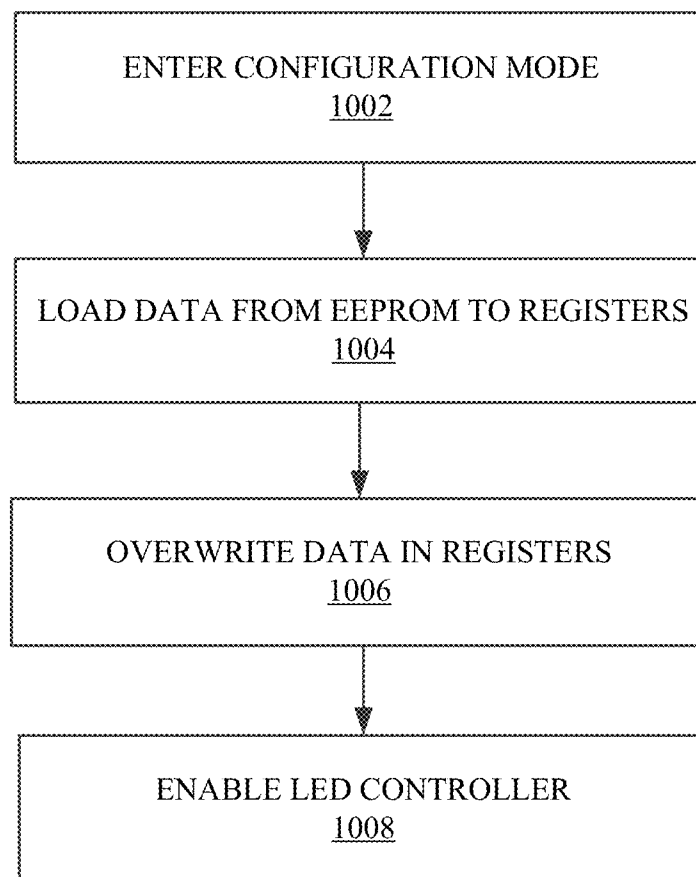 ENTER CONFIGURATION MODE
1002
LOAD DATA FROM EEPROM TO REGISTERS
1004
OVERWRITE DATA IN REGISTERS
1006
ENABLE LED CONTROLLER
1008